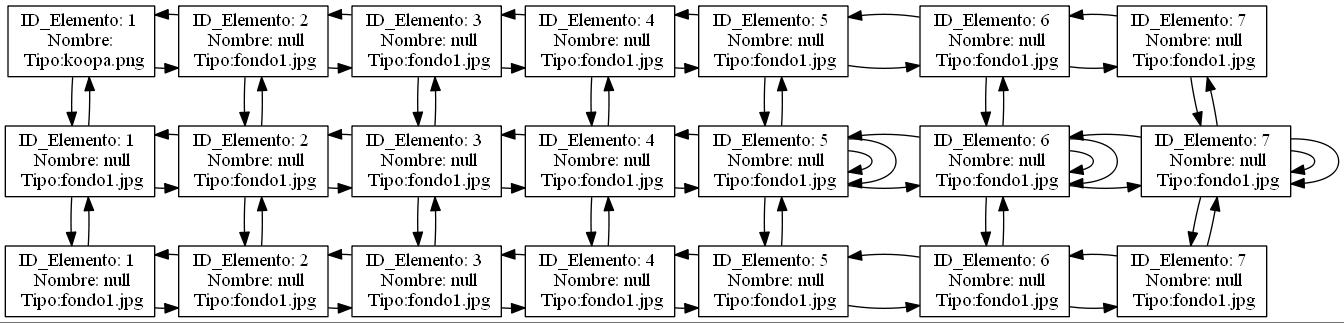 ID_Elemento: 1
Nombre:
Tipo:koopa.png
ID_Elemento: 2
Nombre: null
Tipo:fondo1.jpg
ID_Elemento: 3
Nombre: null
Tipo:fondo1.jpg
ID_Elemento: 4
Nombre: null
Tipo:fondo1.jpg
ID_Elemento: 5
Nombre: null
Tipo:fondo1.jpg
ID_Elemento: 6
Nombre: null
Tipo:fondo1.jpg
ID_Elemento: 7
Nombre: null
Tipo:fondo1.jpg
ID_Elemento: 1
Nombre: null
Tipo:fondo1.jpg
ID_Elemento: 2
Nombre: null
Tipo:fondo1.jpg
ID_Elemento: 3
Nombre: null
Tipo:fondo1.jpg
ID_Elemento: 4
Nombre: null
Tipo:fondo1.jpg
ID_Elemento: 5
Nombre: null
Tipo:fondo1.jpg
ID_Elemento: 6
Nombre: null
Tipo:fondo1.jpg
ID_Elemento: 7
Nombre: null
Tipo:fondo1.jpg
ID_Elemento: 1
Nombre: null
Tipo:fondo1.jpg
ID_Elemento: 2
Nombre: null
Tipo:fondo1.jpg
ID_Elemento: 3
Nombre: null
Tipo:fondo1.jpg
ID_Elemento: 4
Nombre: null
Tipo:fondo1.jpg
ID_Elemento: 5
Nombre: null
Tipo:fondo1.jpg
ID_Elemento: 6
Nombre: null
Tipo:fondo1.jpg
ID_Elemento: 7
Nombre: null
Tipo:fondo1.jpg